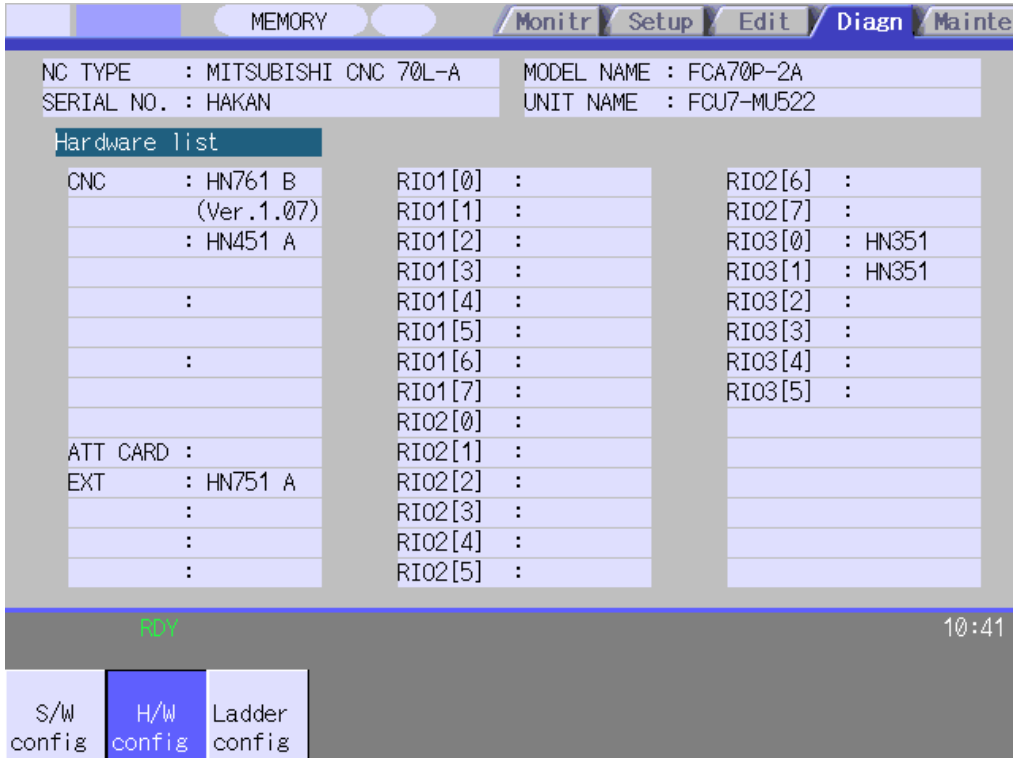 MEMORY
Monitr Setup Edit Diagn Mainte
NC TYPE : MITSUBISHI CNC 70L-A MODEL NAME : FCA70P-2A
SERIAL NO. : HAKAN UNIT NAME : FCU7-MU522
Hardware list
CNC : HN761 B RIO1[0] : RIO2[6] :
(Ver.1.07) RIO1[1] : RIO2[7] :
: HN451 A RIO1[2] : RIO3[0] : HN351
RIO1[3] : RIO3[1] : HN351
: RIO1[4] : RIO3[2] :
RIO1[5] : RIO3[3] :
: RIO1[6] : RIO3[4] :
RIO1[7] : RIO3[5] :
RIO2[0] :
ATT CARD : RIO2[1] :
EXT : HN751 A RIO2[2] :
: RIO2[3] :
: RIO2[4] :
: RIO2[5] :
RDY 10:41
S/W H/W Ladder
config config config